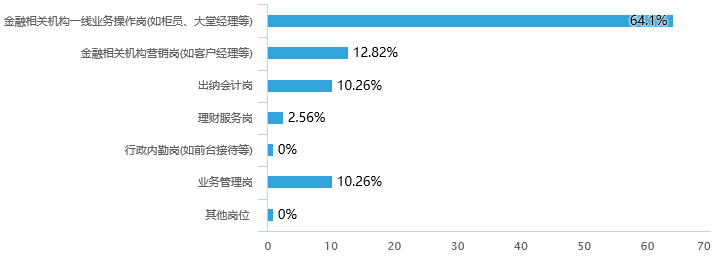 金融相关机构一线业务操作岗(如柜员、大堂经理等)
64.1%
金融相关机构营销岗(如客户经理等)
12.82%
出纳会计岗
10.26%
理财服务岗
2.56%
行政内勤岗(如前台接待等)
0%
业务管理岗
10.26%
其他岗位
0%
0 10 20 30 40 50 60 70